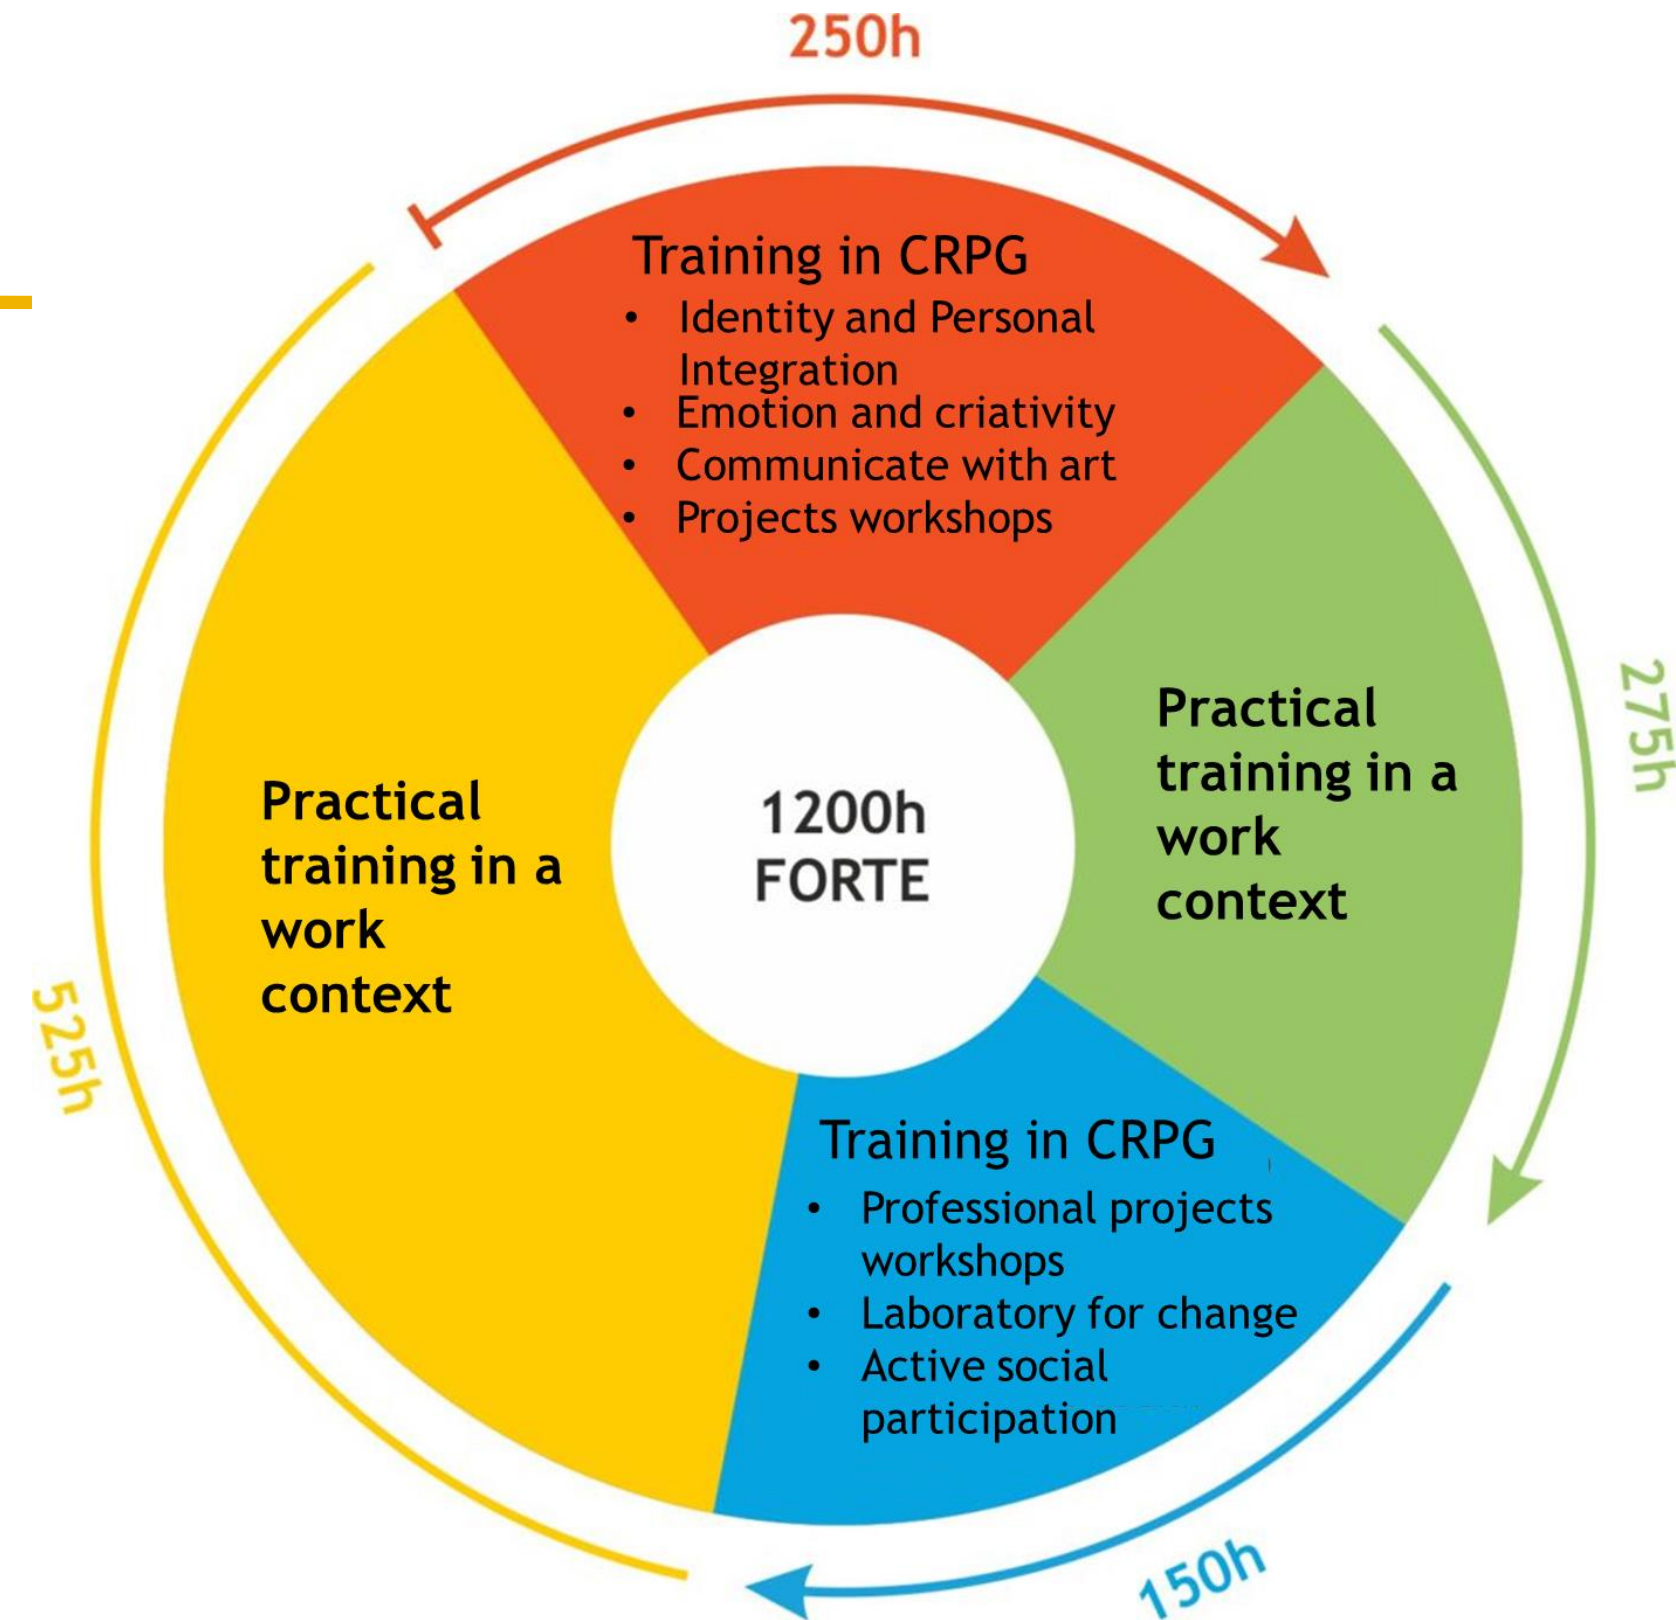 250h
Training in CRPG
• Identity and Personal
Integration
• Emotion and criativity
• Communicate with art
• Projects workshops
275h
Practical
training in a
work
context
1200h
FORTE
Practical
training in a
work
context
525h
Training in CRPG
• Professional projects
workshops
• Laboratory for change
• Active social
participation
150h